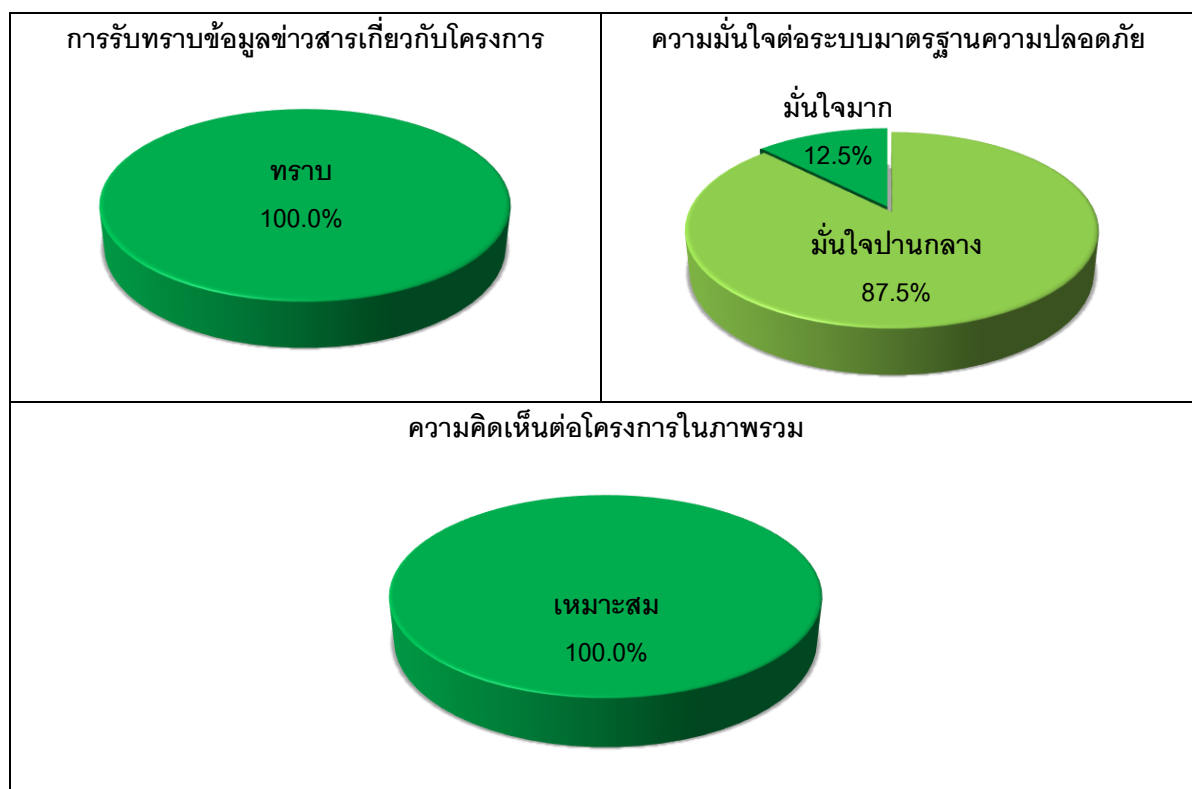 การรับทราบข้อมูลข่าวสารเกี่ยวกับโครงการ
ทราบ
100.0%
ความมั่นใจต่อระบบมาตรฐานความปลอดภัย
มั่นใจมาก
12.5%
มั่นใจปานกลาง
87.5%
ความคิดเห็นต่อโครงการในภาพรวม
เหมาะสม
100.0%